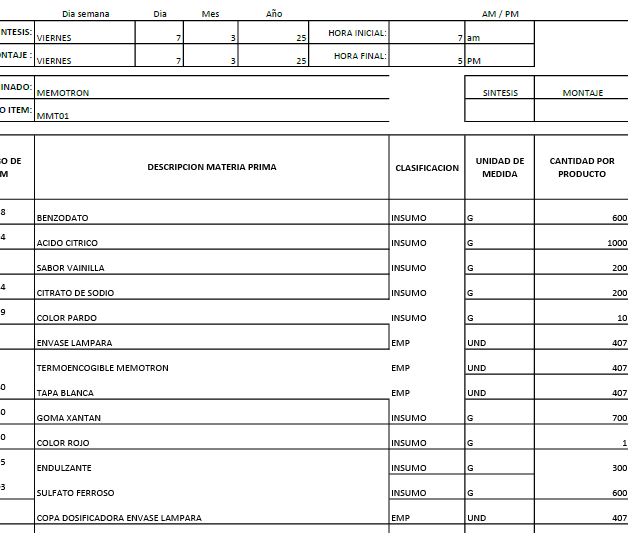 Dia semana Dia Mes Año AM / PM
NTESIS: VIERNES 7 3 25 HORA INICIAL: 7 am
ONTAJE : VIERNES 7 3 25 HORA FINAL: 5 PM
INADO: MEMOTRON SINTESIS MONTAJE
O ITEM: MMT01
GO DE
M
DESCRIPCION MATERIA PRIMA CLASIFICACION UNIDAD DE
MEDIDA
CANTIDAD POR
PRODUCTO
8 BENZODATO INSUMO G 600
4 ACIDO CITRICO INSUMO G 1000
SABOR VAINILLA INSUMO G 200
4 CITRATO DE SODIO INSUMO G 200
9 COLOR PARDO INSUMO G 10
ENVASE LAMPARA EMP UND 407
TERMOENCOGIBLE MEMOTRON EMP UND 407
0 TAPA BLANCA EMP UND 407
0 GOMA XANTAN INSUMO G 700
0 COLOR ROJO INSUMO G 1
5 ENDULZANTE INSUMO G 300
3 SULFATO FERROSO INSUMO G 600
COPA DOSIFICADORA ENVASE LAMPARA EMP UND 407